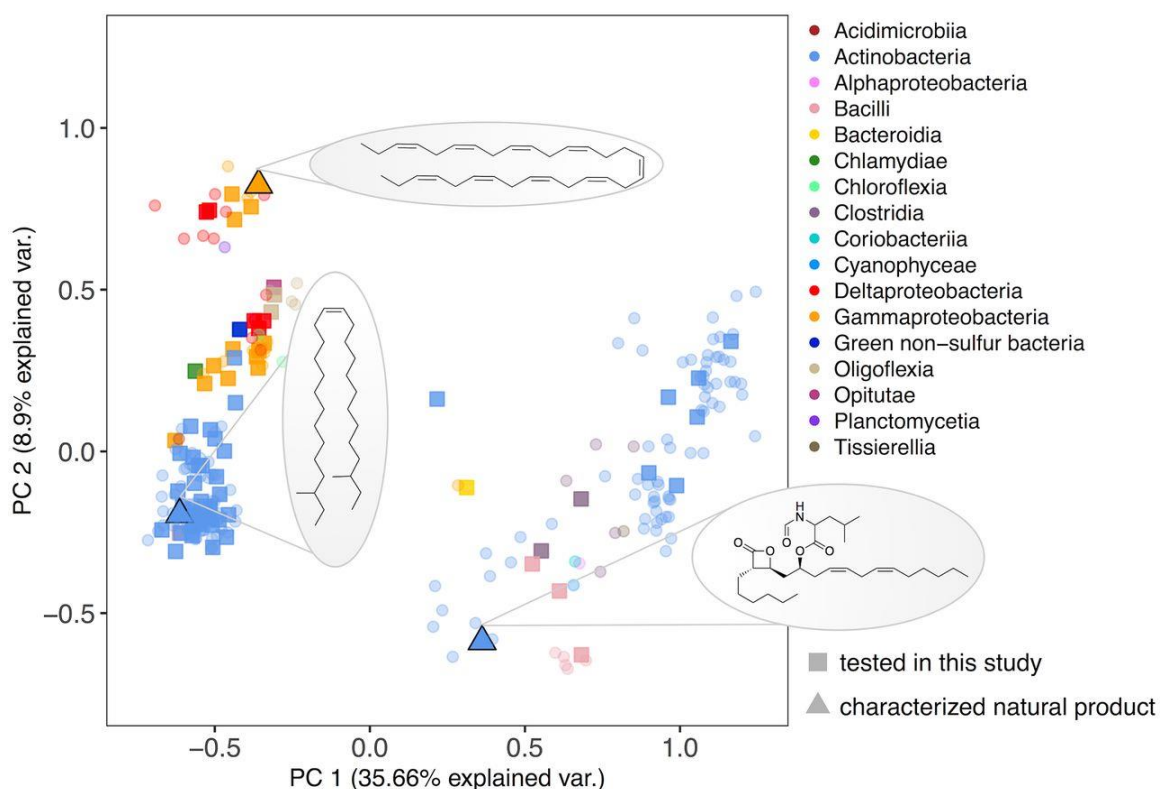 PC 2 (8.9% explained var.)
1.0
0.5
0.0
−0.5
−0.5
0.0
0.5
1.0
PC 1 (35.66% explained var.)
H
N
O
O
O
O
O
Acidimicrobiia
Actinobacteria
Alphaproteobacteria
Bacilli
Bacteroidia
Chlamydiae
Chloroflexia
Clostridia
Coriobacteriia
Cyanophyceae
Deltaproteobacteria
Gammaproteobacteria
Green non−sulfur bacteria
Oligoflexia
Opitutae
Planctomycetia
Tissierellia
tested in this study
characterized natural product